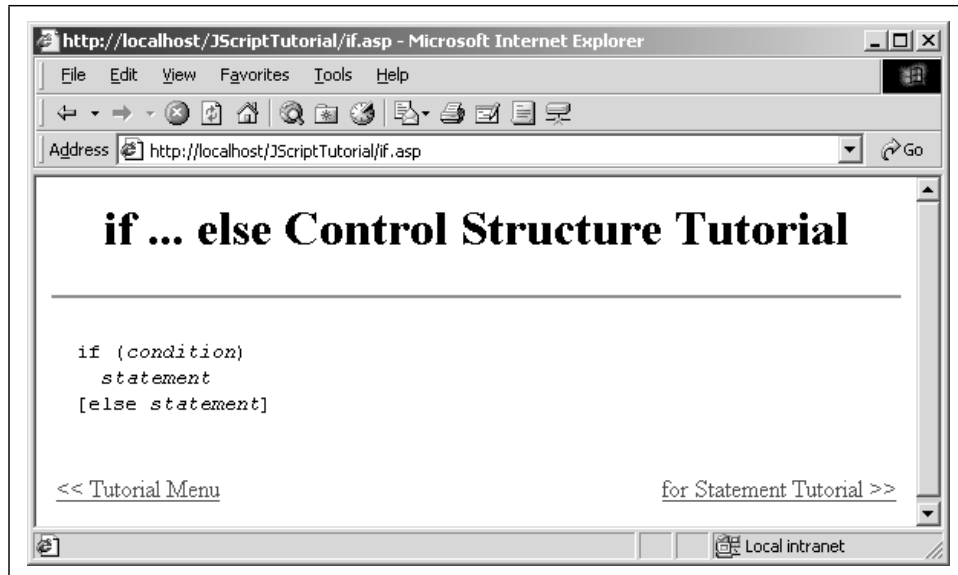 http://localhost/JScriptTutorial/if.asp - Microsoft Internet Explorer
File Edit View Favorites Tools Help
Address http://localhost/JScriptTutorial/if.asp Go
if ... else Control Structure Tutorial
if (condition)
statement
[else statement]
<< Tutorial Menu for Statement Tutorial >>
Local intranet